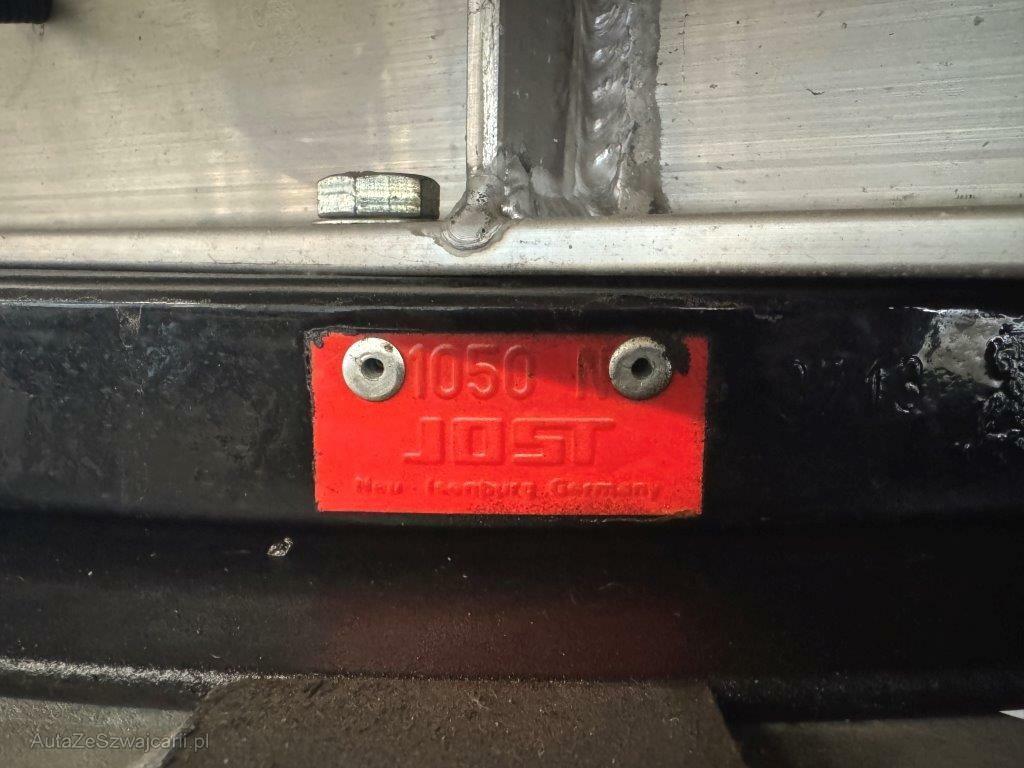 1050 N
JOST
Neu - Isenburg Germany
AutaZeSzwajcarii.pl